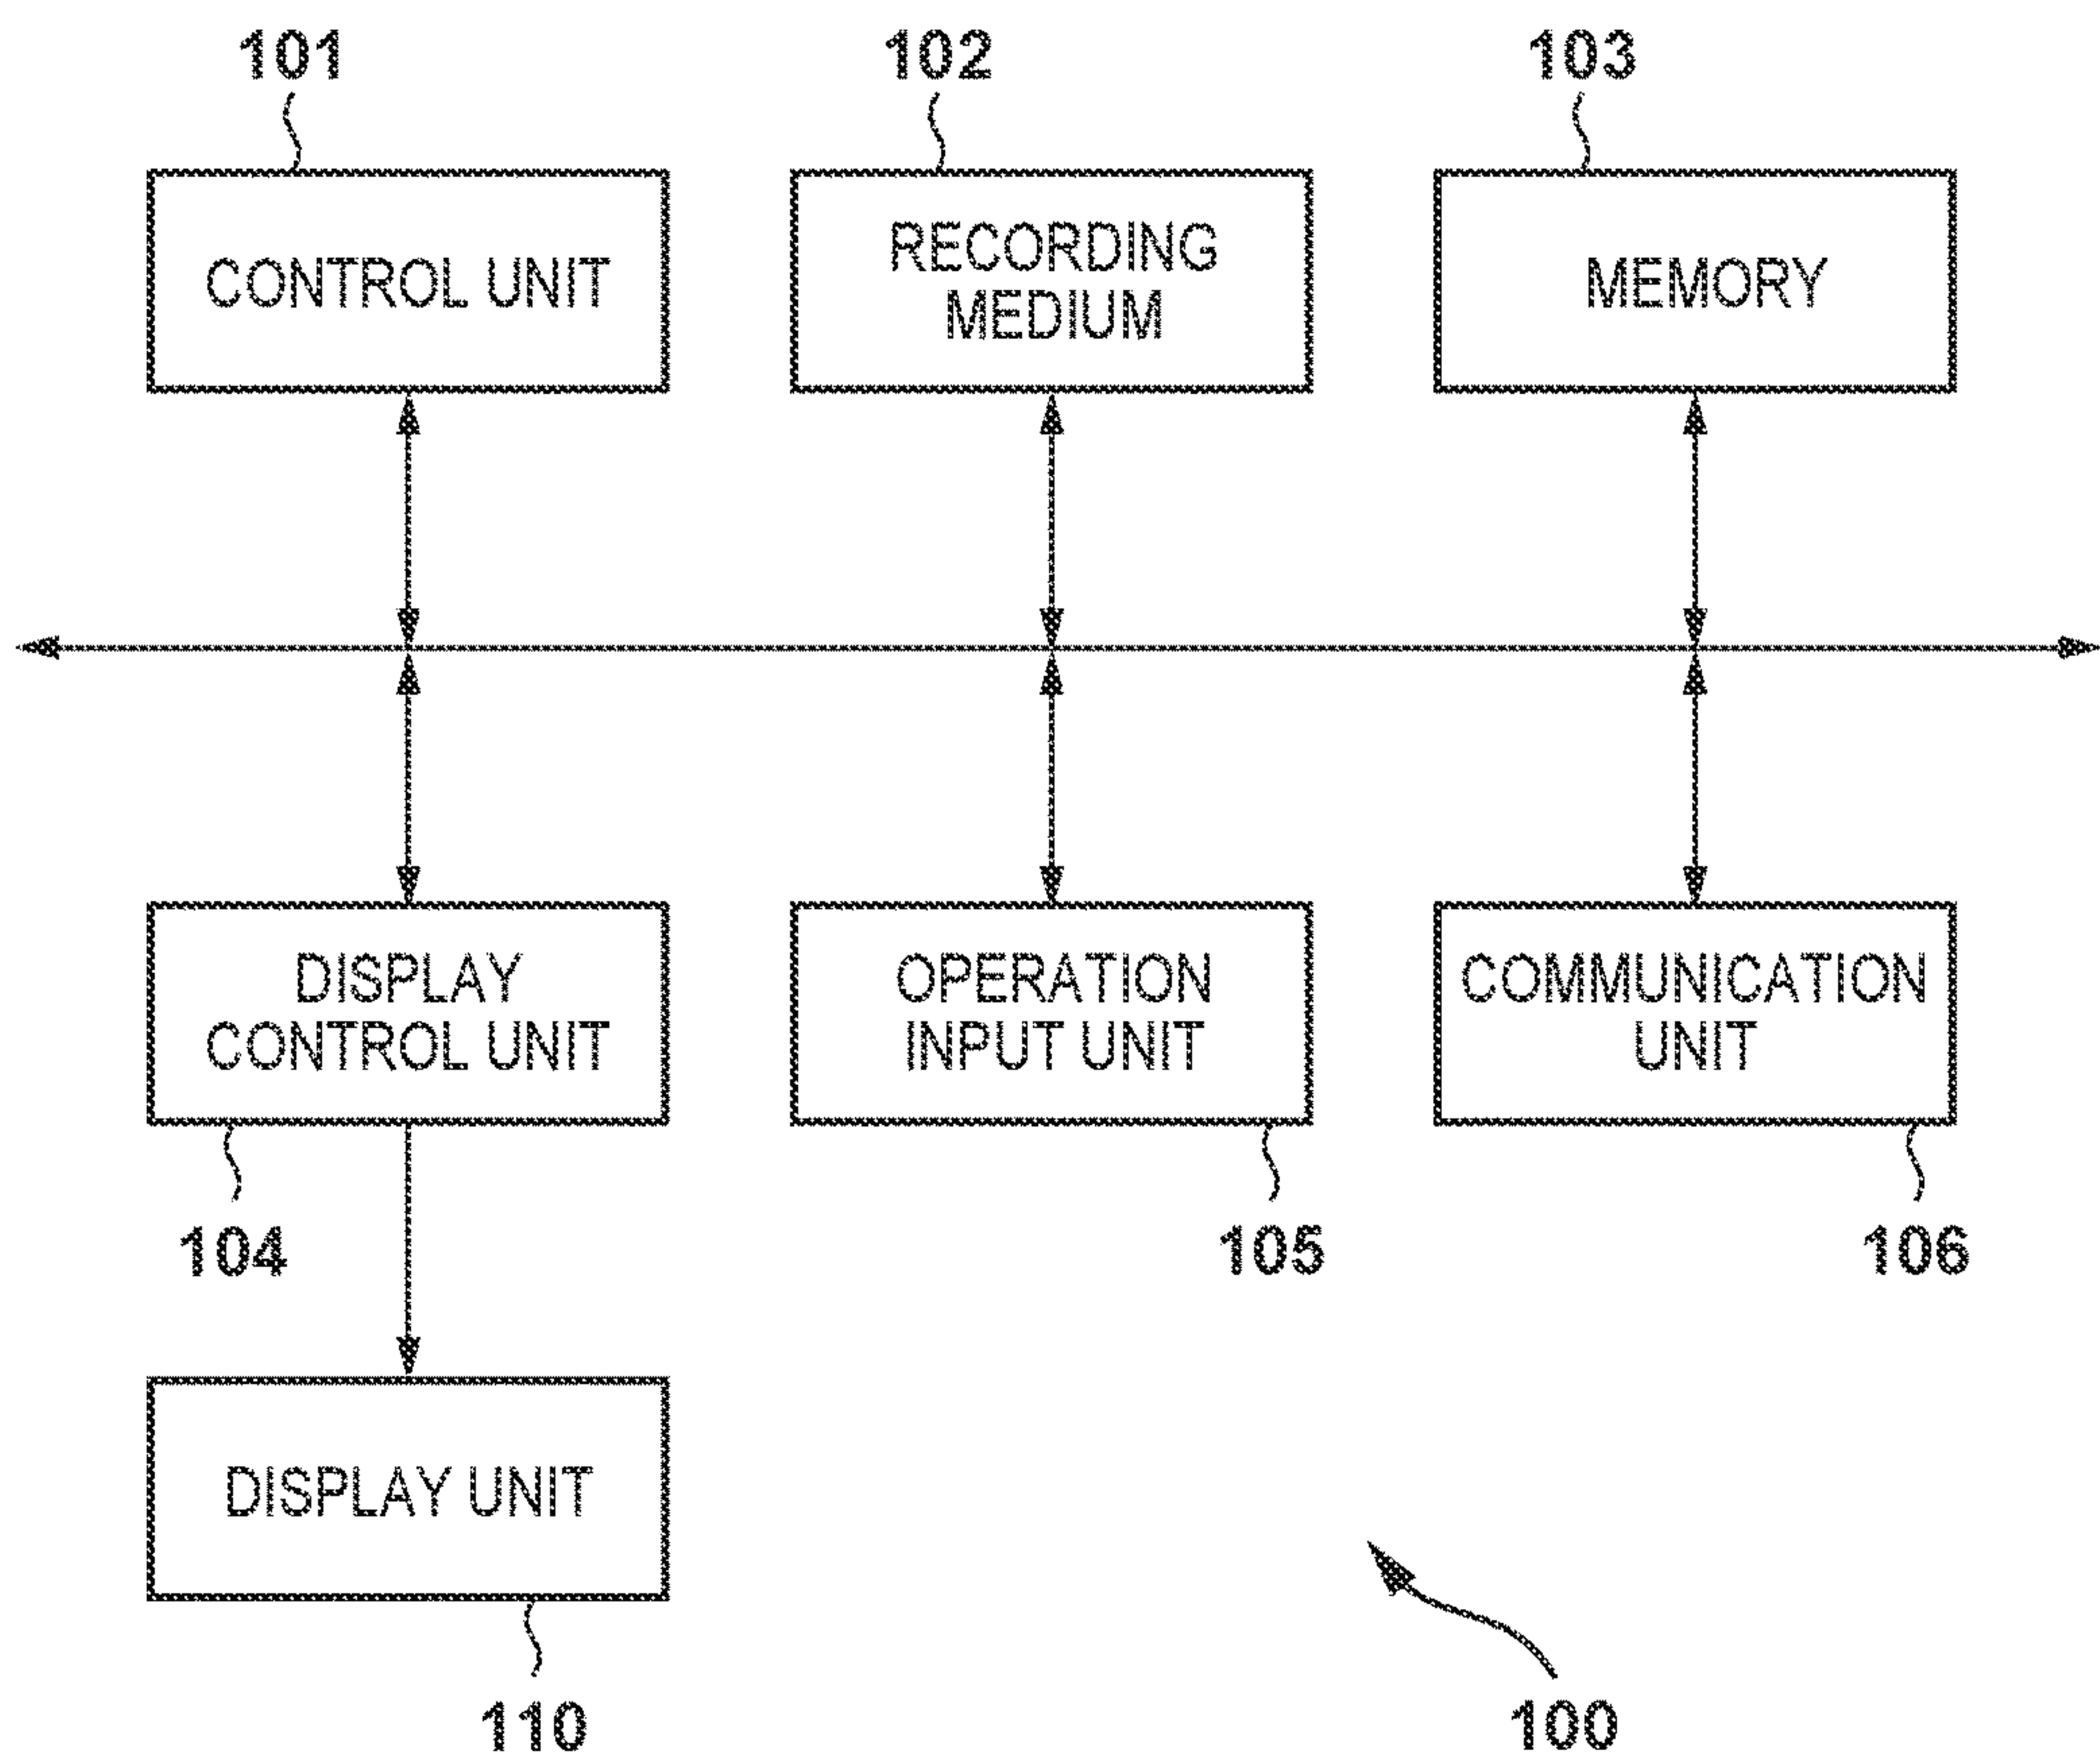 101
102
103
CONTROL UNIT
RECORDING
MEDIUM
MEMORY
DISPLAY
CONTROL UNIT
OPERATION
INPUT UNIT
COMMUNICATION
UNIT
104
105
106
DISPLAY UNIT
110
100